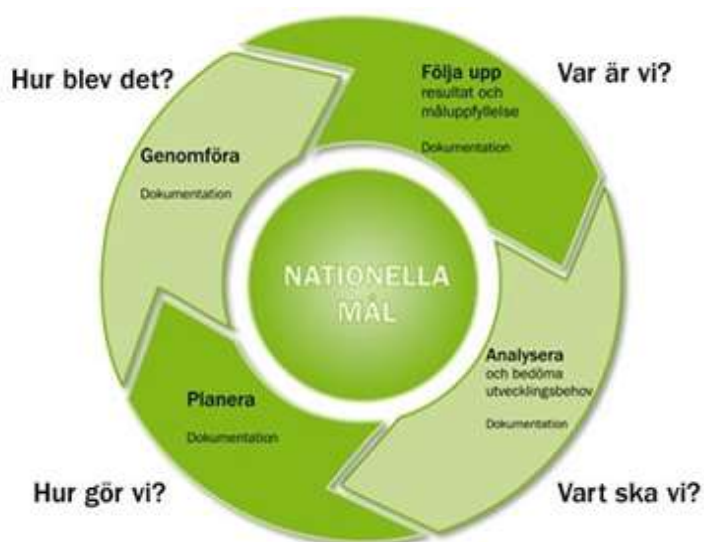 Hur blev det?
Följa upp
resultat och
måluppfyllelse
Dokumentation
Var är vi?
Genomföra
Dokumentation
NATIONELLA
MÅL
Analysera
och bedöma
utvecklingsbehov
Dokumentation
Planera
Dokumentation
Hur gör vi?
Vart ska vi?